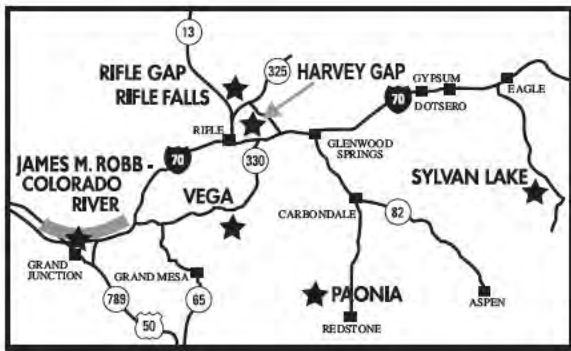 13
RIFLE GAP
RIFLE FALLS
325
HARVEY GAP
GYPSUM
DOTSERO
EAGLE
70
RIFLE
GLENWOOD
SPRINGS
JAMES M. ROBB -
COLORADO
RIVER
70
330
VEGA
SYLVAN LAKE
CARBONDALE
82
GRAND
JUNCTION
GRAND MESA
789
65
50
PAONIA
REDSTONE
ASPEN